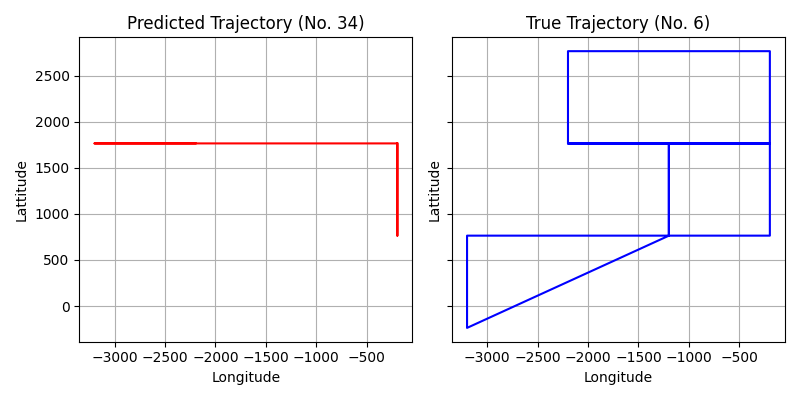 Predicted Trajectory (No. 34)
True Trajectory (No. 6)
Lattitude
2500
2000
1500
1000
500
0
−3000 −2500 −2000 −1500 −1000 −500
Longitude
Lattitude
−3000 −2500 −2000 −1500 −1000 −500
Longitude